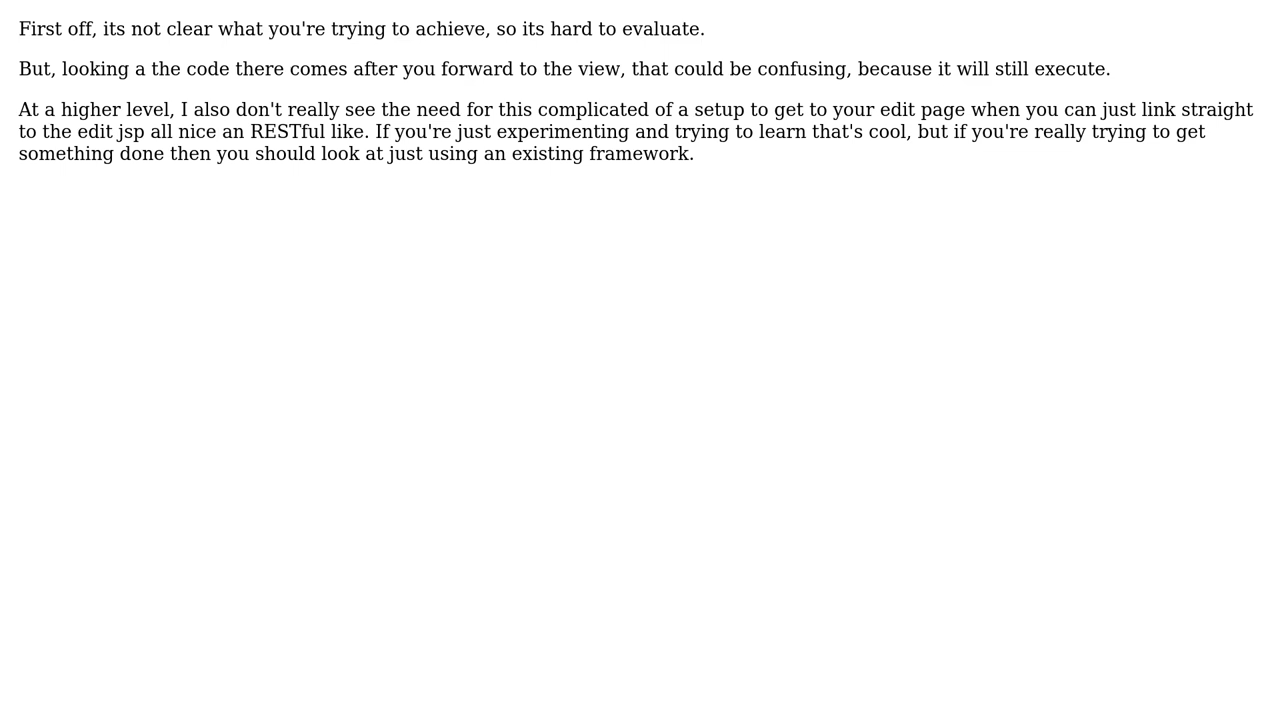 First off, its not clear what you're trying to achieve, so its hard to evaluate.
But, looking a the code there comes after you forward to the view, that could be confusing, because it will still execute.
At a higher level, I also don't really see the need for this complicated of a setup to get to your edit page when you can just link straight
to the edit jsp all nice an RESTful like. If you're just experimenting and trying to learn that's cool, but if you're really trying to get
something done then you should look at just using an existing framework.